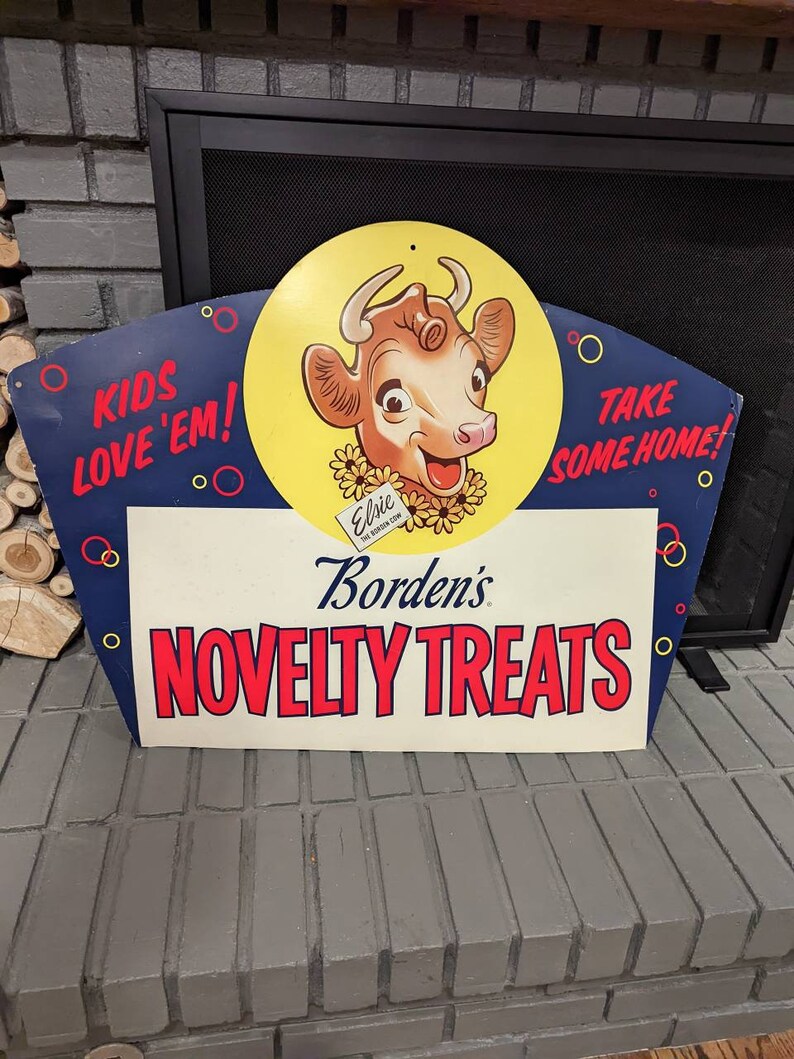 KIDS
LOVE 'EM!
TAKE
SOME HOME!
Elsie
THE BORDEN COW
Borden's
NOVELTY TREATS